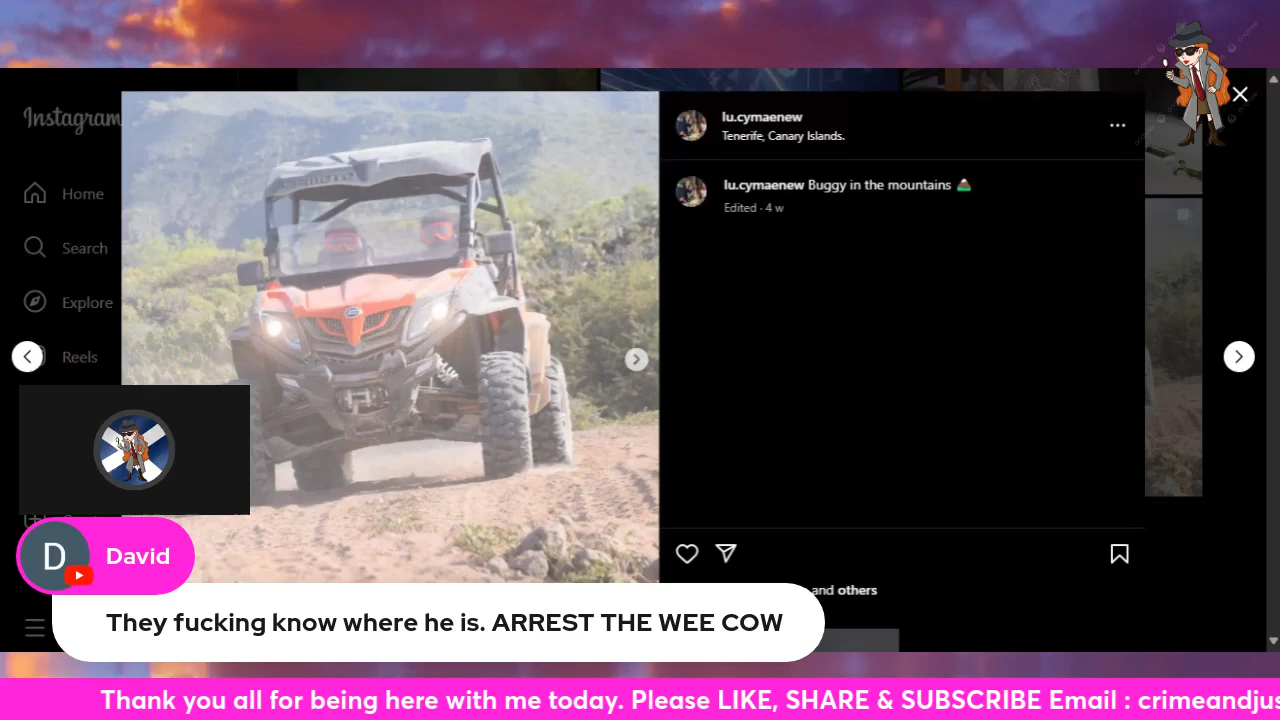 Instagram
lu.cymaenew
Tenerife, Canary Islands.
Home
lu.cymaenew Buggy in the mountains
Edited · 4 w
Search
Explore
Reels
D
David
and others
They fucking know where he is. ARREST THE WEE COW
Thank you all for being here with me today. Please LIKE, SHARE & SUBSCRIBE Email : crimeandjus